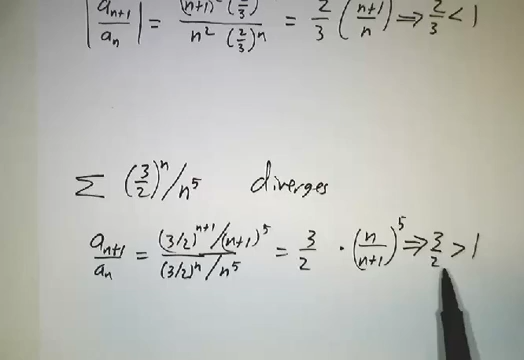 |a_{n+1}/a_n| = (n+1)^2 (2/3)/n^2 (2/3)^n = 2/3 (n+1/n) ⇒ 2/3 < 1
Σ (3/2)^n / n^5 diverges
a_{n+1}/a_n = (3/2)^{n+1}/(n+1)^5 / (3/2)^n/n^5 = 3/2 · (n/n+1)^5 ⇒ 3/2 > 1